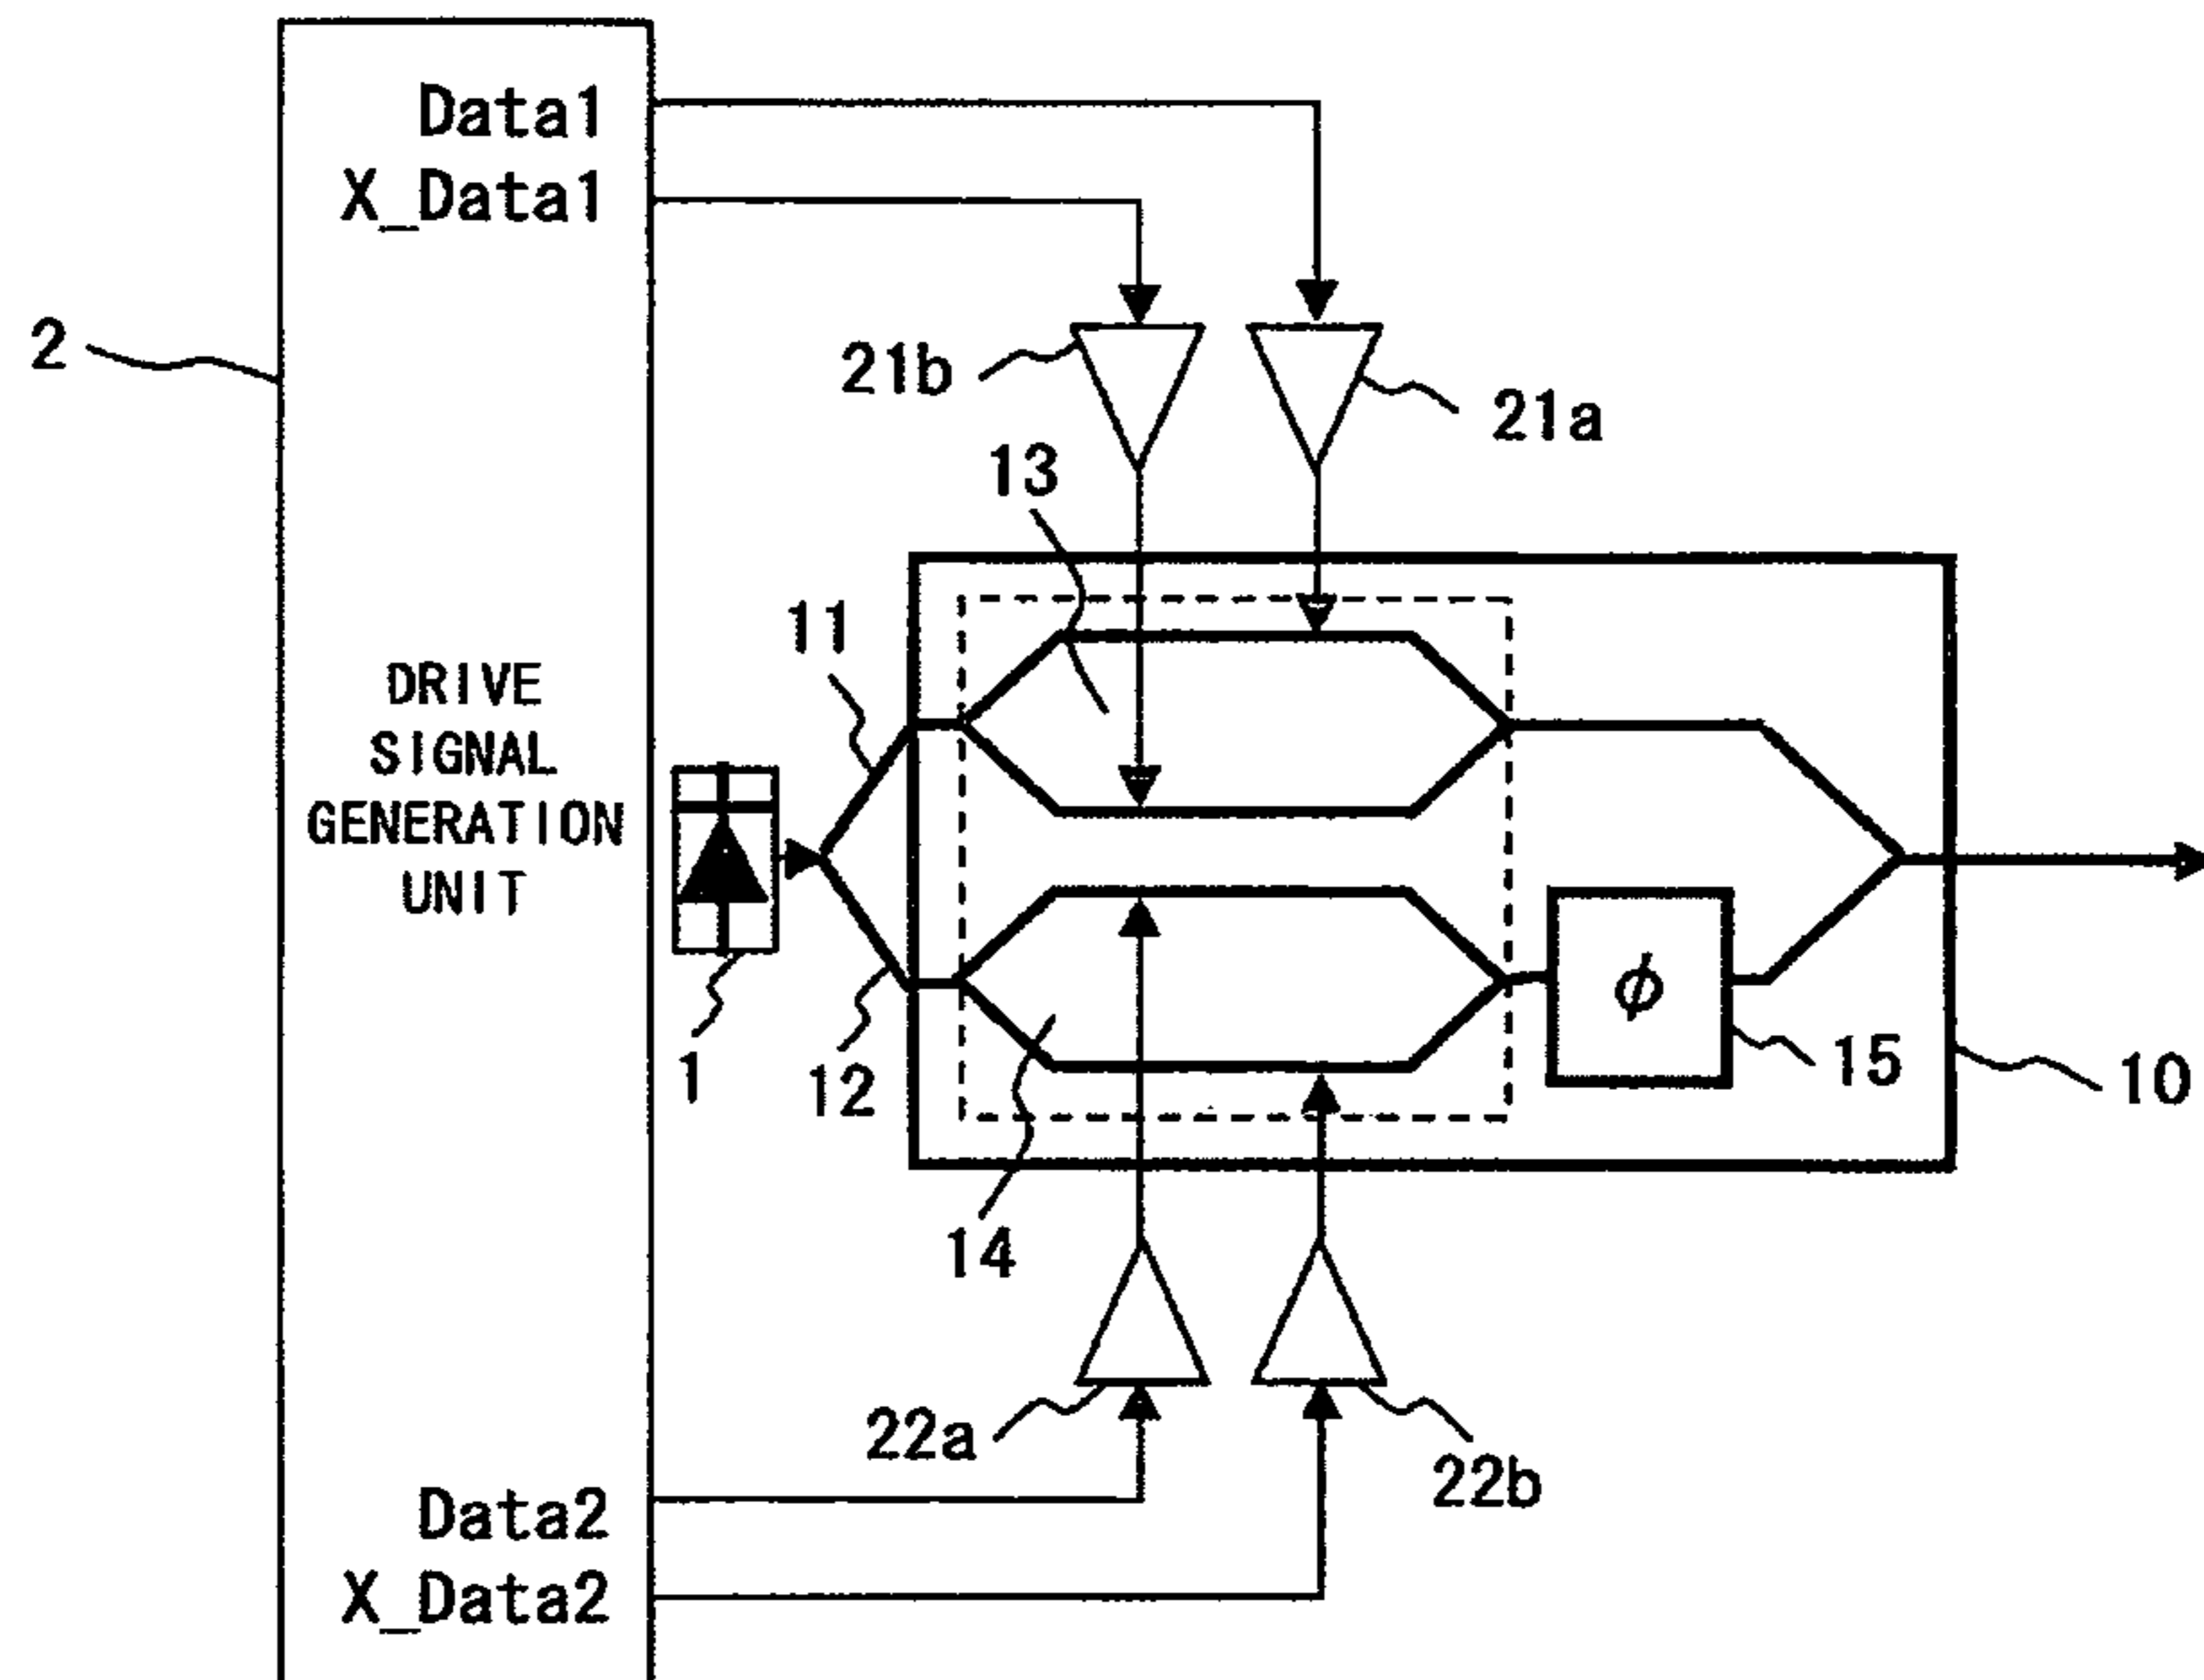 Data1
X_Data1
2
21b
21a
13
11
DRIVE
SIGNAL
GENERATION
UNIT
ϕ
1
12
15
10
14
22a
22b
Data2
X_Data2